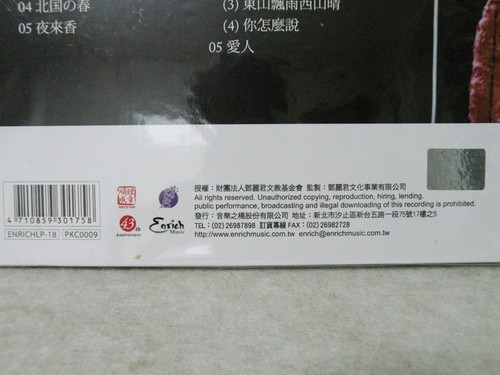 04 北国の春
05 夜來香
(3) 東山飄雨西山晴
(4) 你怎麼說
05 愛人
4 710859 301758
ENRICHLP-18 PKC0009
43th
Anniversary
Enrich
Music
授權：財團法人鄧麗君文教基金會 監製：鄧麗君文化事業有限公司
All rights reserved. Unauthorized copying, reproduction, hiring, lending,
public performance, broadcasting and illegal downloading of this recording is prohibited.
發行：音樂之橋股份有限公司 地址：新北市汐止區新台五路一段75號17樓之5
TEL：(02) 26987898 訂貨專線 FAX：(02) 26982728
http://www.enrichmusic.com.tw enrich@enrichmusic.com.tw